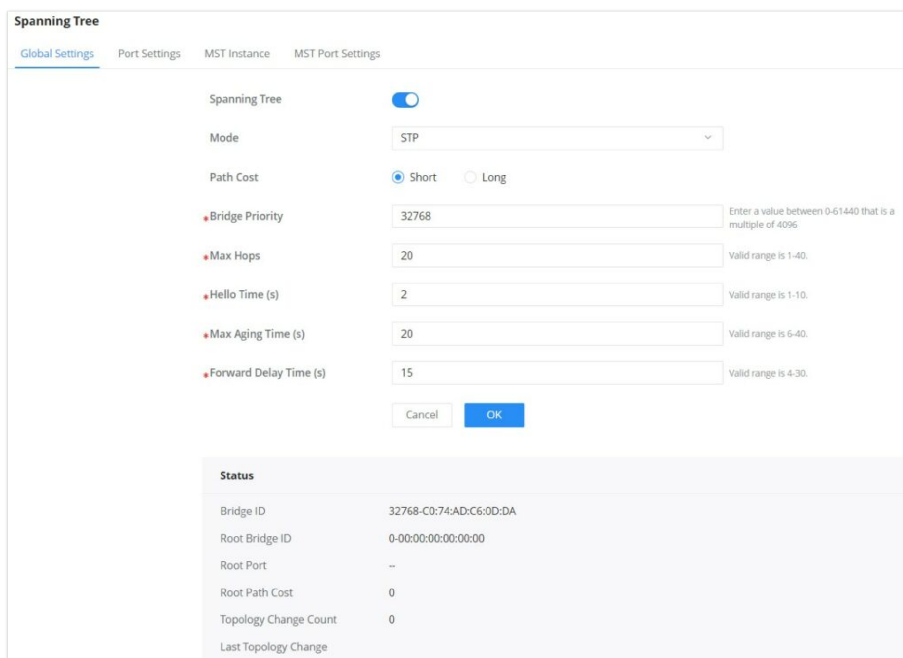 Spanning Tree
Global Settings Port Settings MST Instance MST Port Settings
Spanning Tree
Mode STP
Path Cost Short Long
*Bridge Priority 32768 Enter a value between 0-61440 that is a
multiple of 4096
*Max Hops 20 Valid range is 1-40.
*Hello Time (s) 2 Valid range is 1-10.
*Max Aging Time (s) 20 Valid range is 6-40.
*Forward Delay Time (s) 15 Valid range is 4-30.
Cancel OK
Status
Bridge ID 32768-C0:74:AD:C6:0D:DA
Root Bridge ID 0-00:00:00:00:00:00
Root Port --
Root Path Cost 0
Topology Change Count 0
Last Topology Change